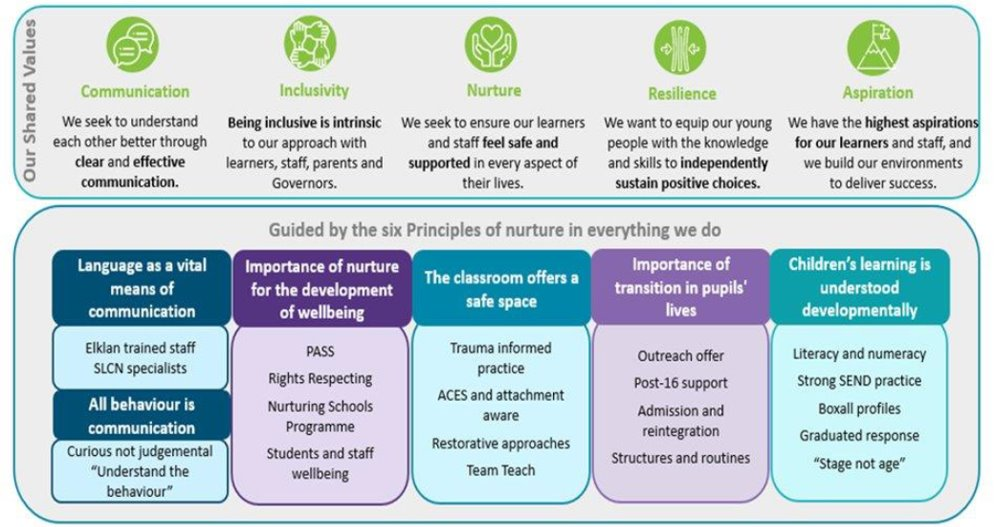 Our Shared Values
Communication
We seek to understand
each other better through
clear and effective
communication.
Inclusivity
Being inclusive is intrinsic
to our approach with
learners, staff, parents and
Governors.
Nurture
We seek to ensure our learners
and staff feel safe and
supported in every aspect of
their lives.
Resilience
We want to equip our young
people with the knowledge
and skills to independently
sustain positive choices.
Aspiration
We have the highest aspirations
for our learners and staff, and
we build our environments
to deliver success.
Guided by the six Principles of nurture in everything we do
Language as a vital
means of
communication
Elklan trained staff
SLCN specialists
All behaviour is
communication
Curious not judgemental
“Understand the
behaviour”
Importance of nurture
for the development
of wellbeing
PASS
Rights Respecting
Nurturing Schools
Programme
Students and staff
wellbeing
The classroom offers a
safe space
Trauma informed
practice
ACES and attachment
aware
Restorative approaches
Team Teach
Importance of
transition in pupils'
lives
Outreach offer
Post-16 support
Admission and
reintegration
Structures and routines
Children’s learning is
understood
developmentally
Literacy and numeracy
Strong SEND practice
Boxall profiles
Graduated response
“Stage not age”